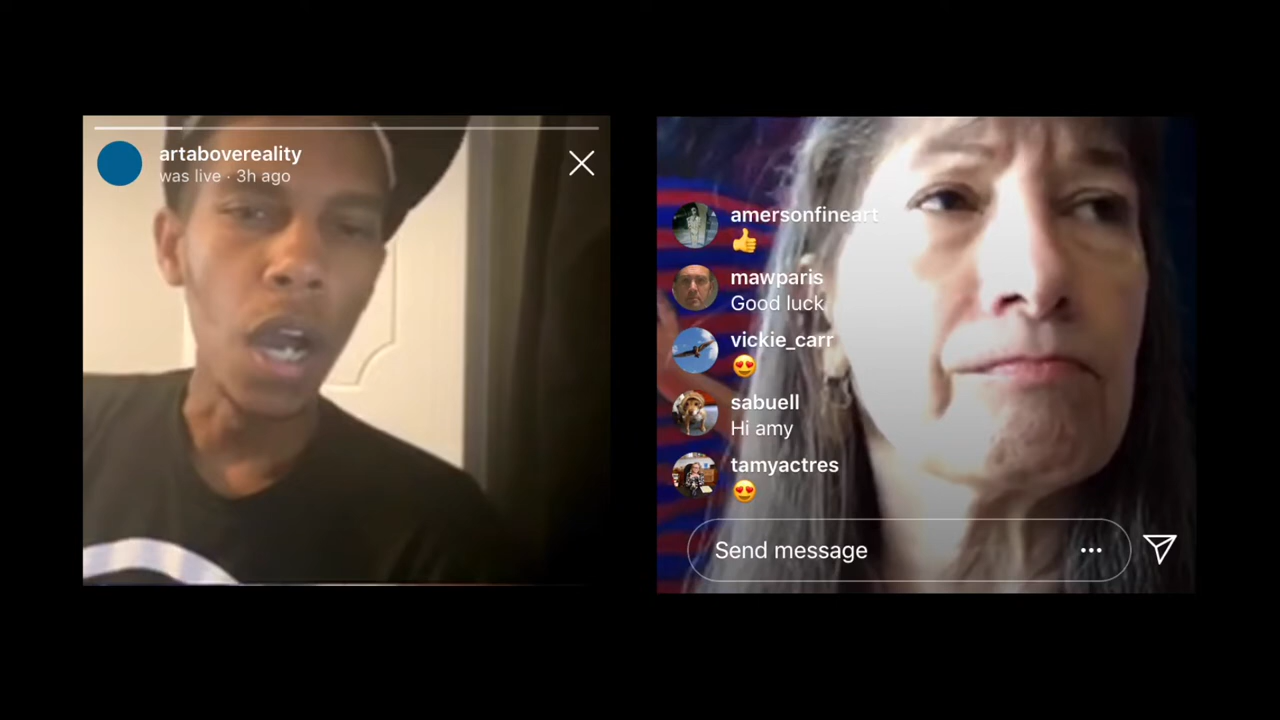 artabovereality
was live · 3h ago
amersonfineart
👍
mawparis
Good luck
vickie_carr
😍
sabuell
Hi amy
tamyactres
😍
Send message